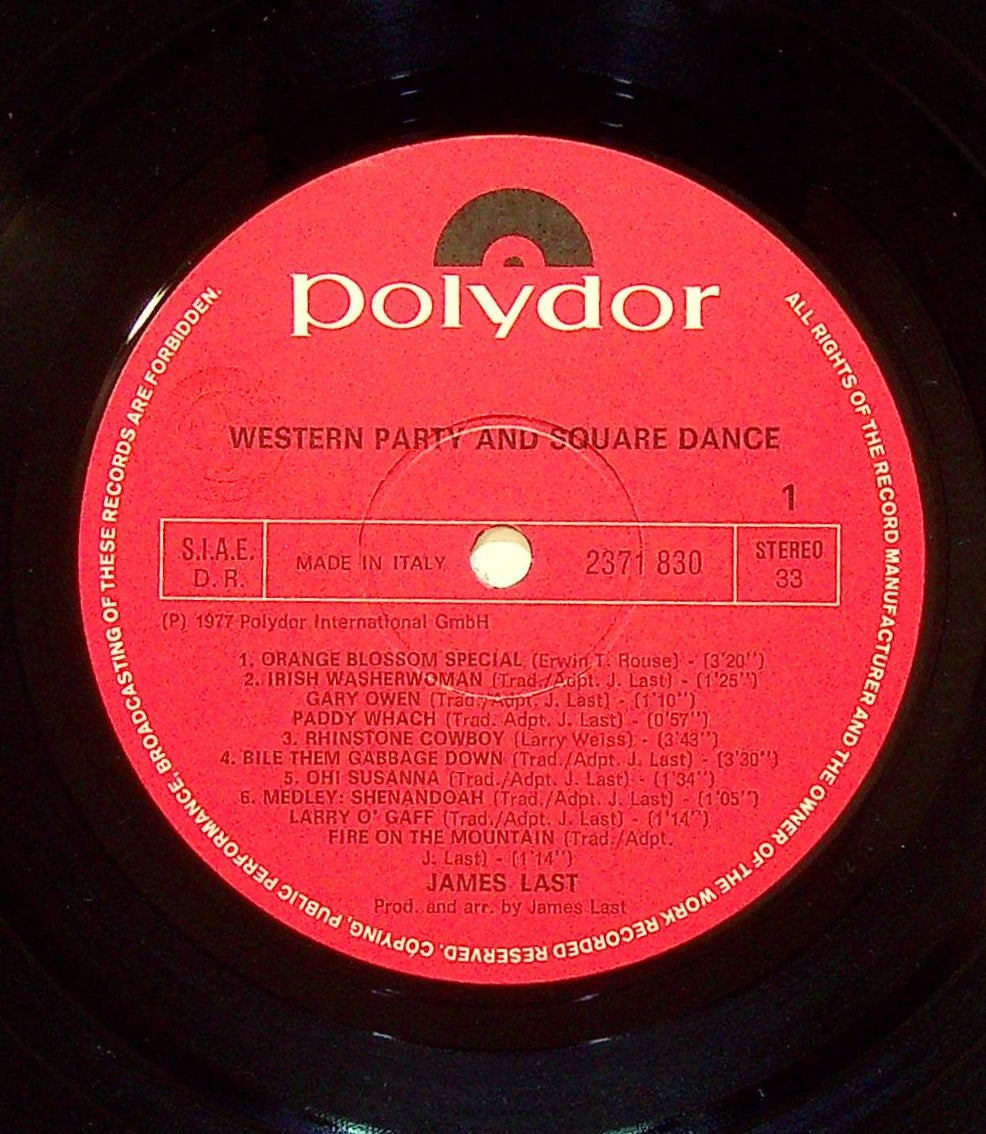 polydor
WESTERN PARTY AND SQUARE DANCE
1
S.I.A.E.
D. R.
MADE IN ITALY
2371 830
STEREO
33
(P) 1977 Polydor International GmbH
1. ORANGE BLOSSOM SPECIAL (Erwin T. Rouse) - (3'20")
2. IRISH WASHERWOMAN (Trad./Adpt. J. Last) - (1'25")
GARY OWEN (Trad./Adpt. J. Last) - (1'10")
PADDY WHACH (Trad. Adpt. J. Last) - (0'57")
3. RHINSTONE COWBOY (Larry Weiss) - (3'43")
4. BILE THEM GABBAGE DOWN (Trad./Adpt. J. Last) - (3'30")
5. OH! SUSANNA (Trad./Adpt. J. Last) - (1'34")
6. MEDLEY: SHENANDOAH (Trad./Adpt. J. Last) - (1'05")
LARRY O' GAFF (Trad./Adpt. J. Last) - (1'14")
FIRE ON THE MOUNTAIN (Trad./Adpt.
J. Last) - (1'14")
JAMES LAST
Prod. and arr. by James Last
ALL RIGHTS OF THE RECORD MANUFACTURER AND THE OWNER OF THE WORK RECORDED RESERVED. COPYING, PUBLIC PERFORMANCE, BROADCASTING OF THESE RECORDS ARE FORBIDDEN.